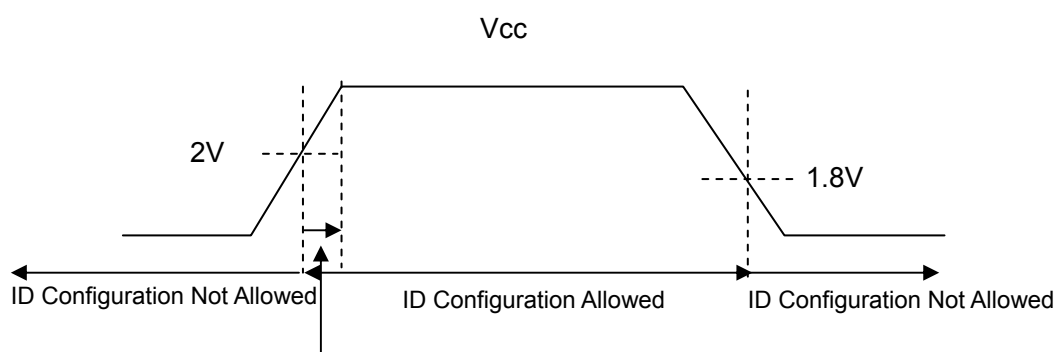 Vcc
2V
1.8V
ID Configuration Not Allowed
ID Configuration Allowed
ID Configuration Not Allowed